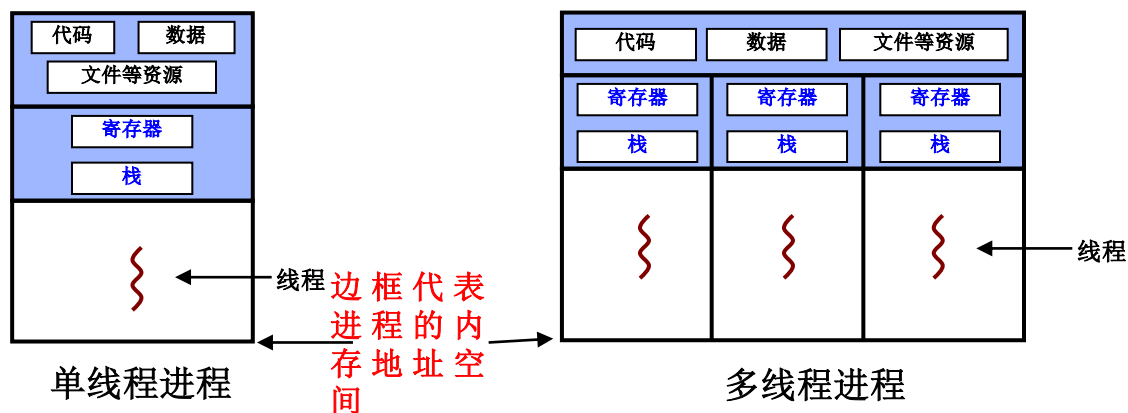 代码 数据
文件等资源
寄存器
栈
线程
单线程进程
边框代表
进程的内
存地址空
间
代码 数据 文件等资源
寄存器 寄存器 寄存器
栈 栈 栈
线程
多线程进程